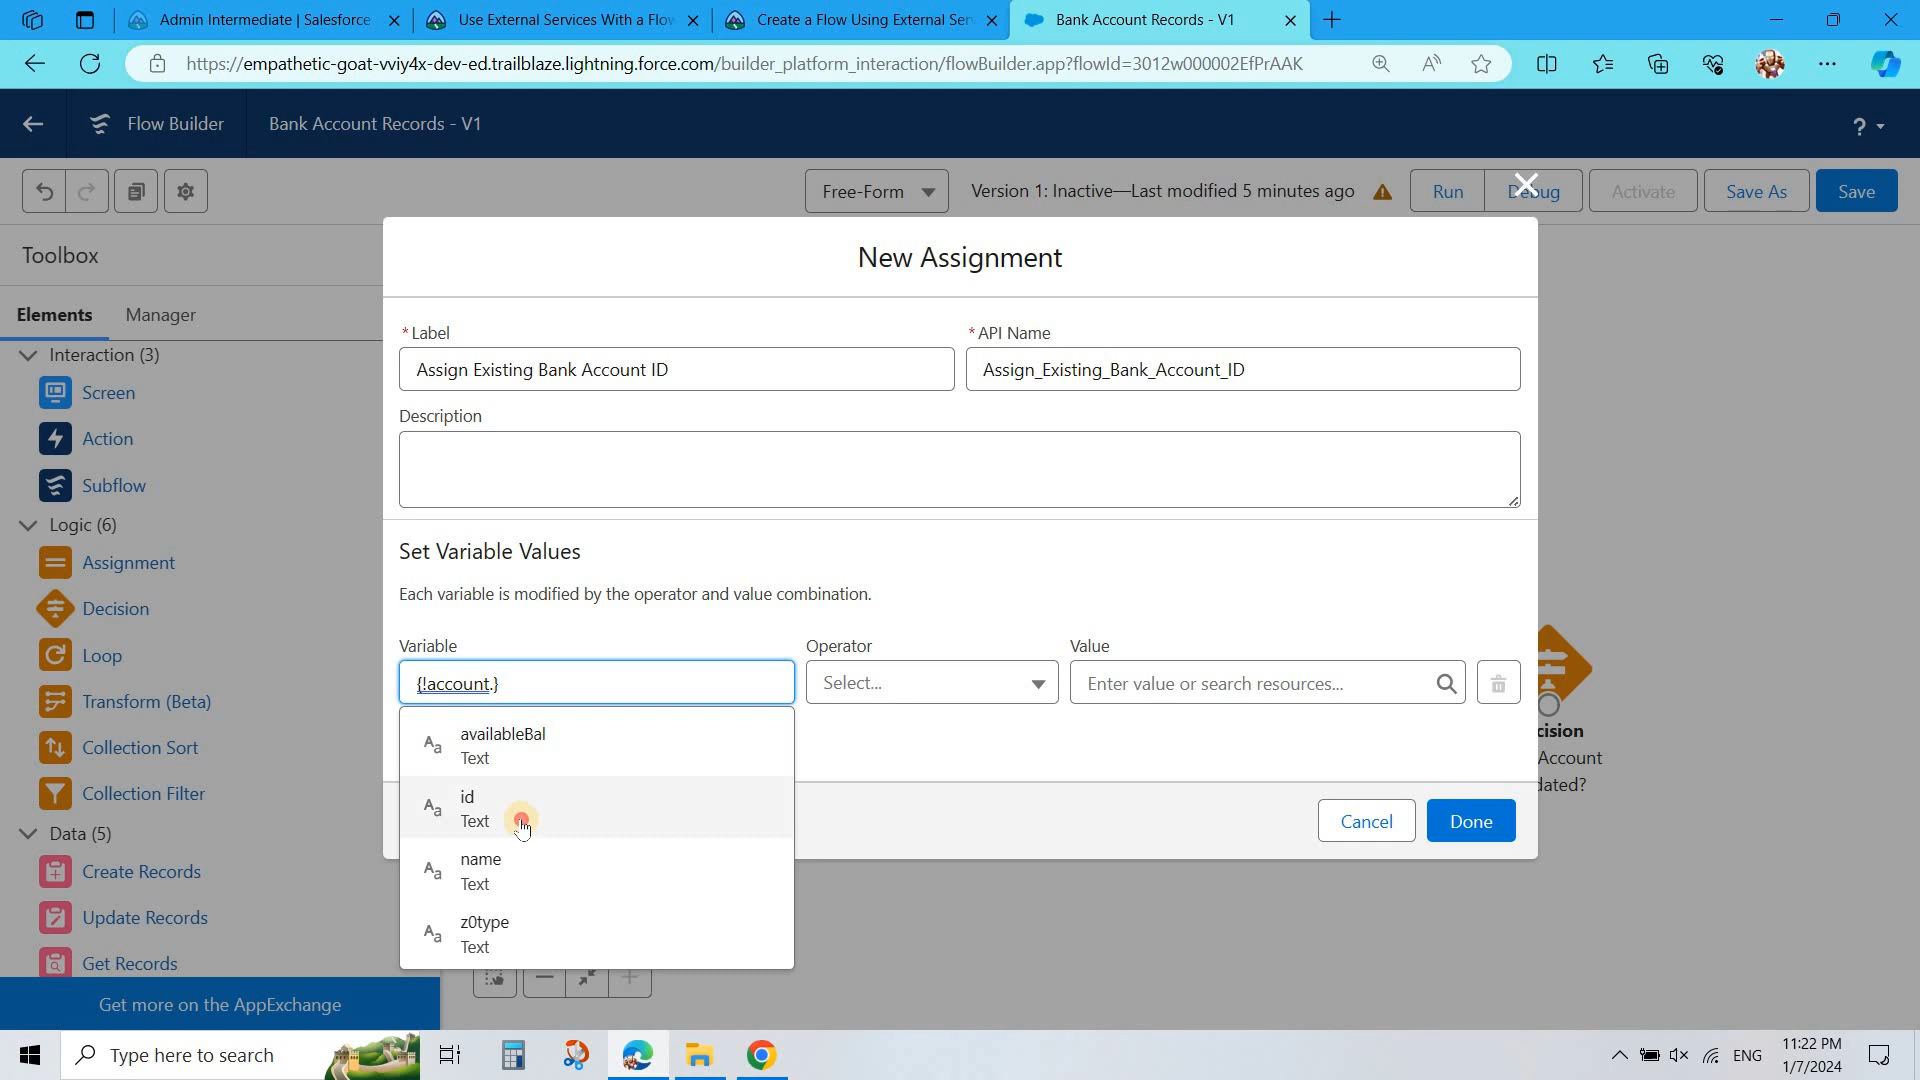 Admin Intermediate | Salesforce
Use External Services With a Flow
Create a Flow Using External Ser
Bank Account Records - V1
https://empathetic-goat-vviy4x-dev-ed.trailblaze.lightning.force.com/builder_platform_interaction/flowBuilder.app?flowId=3012w000002EfPrAAK
Flow Builder
Bank Account Records - V1
?
Free-Form
Version 1: Inactive—Last modified 5 minutes ago
Run
Debug
Activate
Save As
Save
Toolbox
Elements
Manager
Interaction (3)
Screen
Action
Subflow
Logic (6)
Assignment
Decision
Loop
Transform (Beta)
Collection Sort
Collection Filter
Data (5)
Create Records
Update Records
Get Records
Get more on the AppExchange
New Assignment
* Label
Assign Existing Bank Account ID
* API Name
Assign_Existing_Bank_Account_ID
Description
Set Variable Values
Each variable is modified by the operator and value combination.
Variable
Operator
Value
{!account.}
Select...
Enter value or search resources...
Aa
availableBal
Text
Aa
id
Text
Aa
name
Text
Aa
z0type
Text
Cancel
Done
cision
Account
ated?
Type here to search
ENG
11:22 PM
1/7/2024